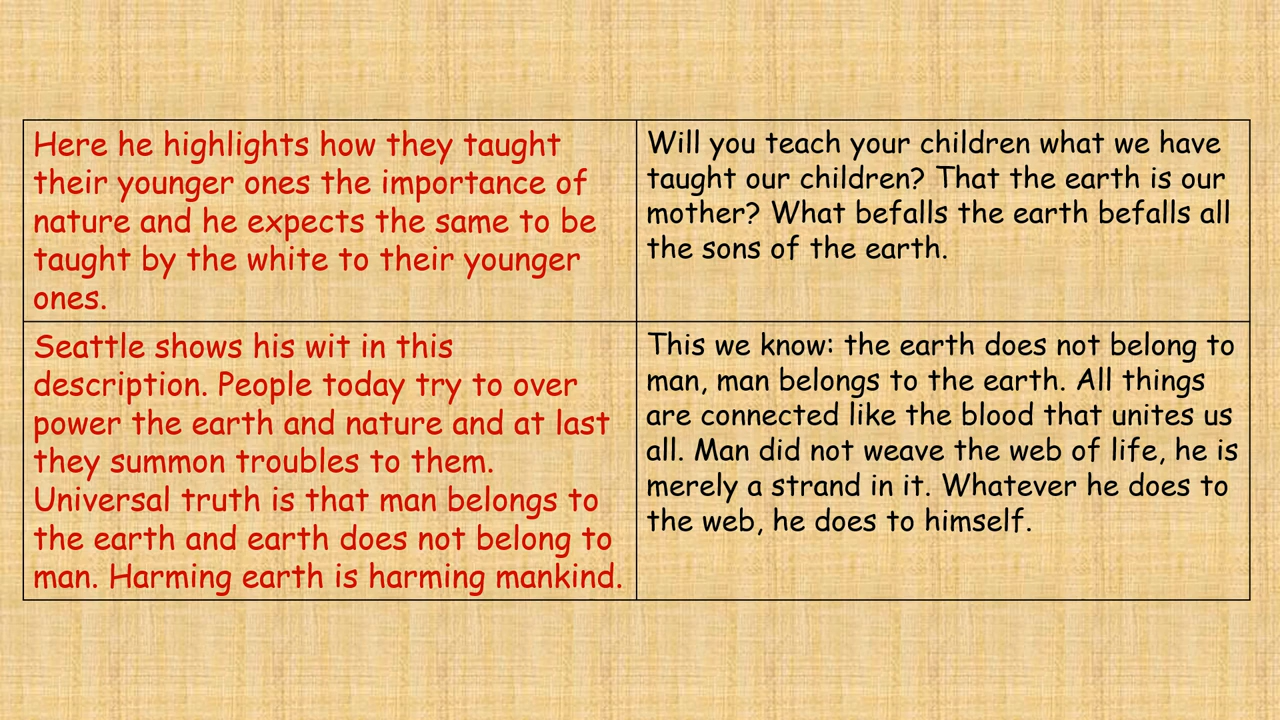 Here he highlights how they taught
their younger ones the importance of
nature and he expects the same to be
taught by the white to their younger
ones.
Will you teach your children what we have
taught our children? That the earth is our
mother? What befalls the earth befalls all
the sons of the earth.
Seattle shows his wit in this
description. People today try to over
power the earth and nature and at last
they summon troubles to them.
Universal truth is that man belongs to
the earth and earth does not belong to
man. Harming earth is harming mankind.
This we know: the earth does not belong to
man, man belongs to the earth. All things
are connected like the blood that unites us
all. Man did not weave the web of life, he is
merely a strand in it. Whatever he does to
the web, he does to himself.